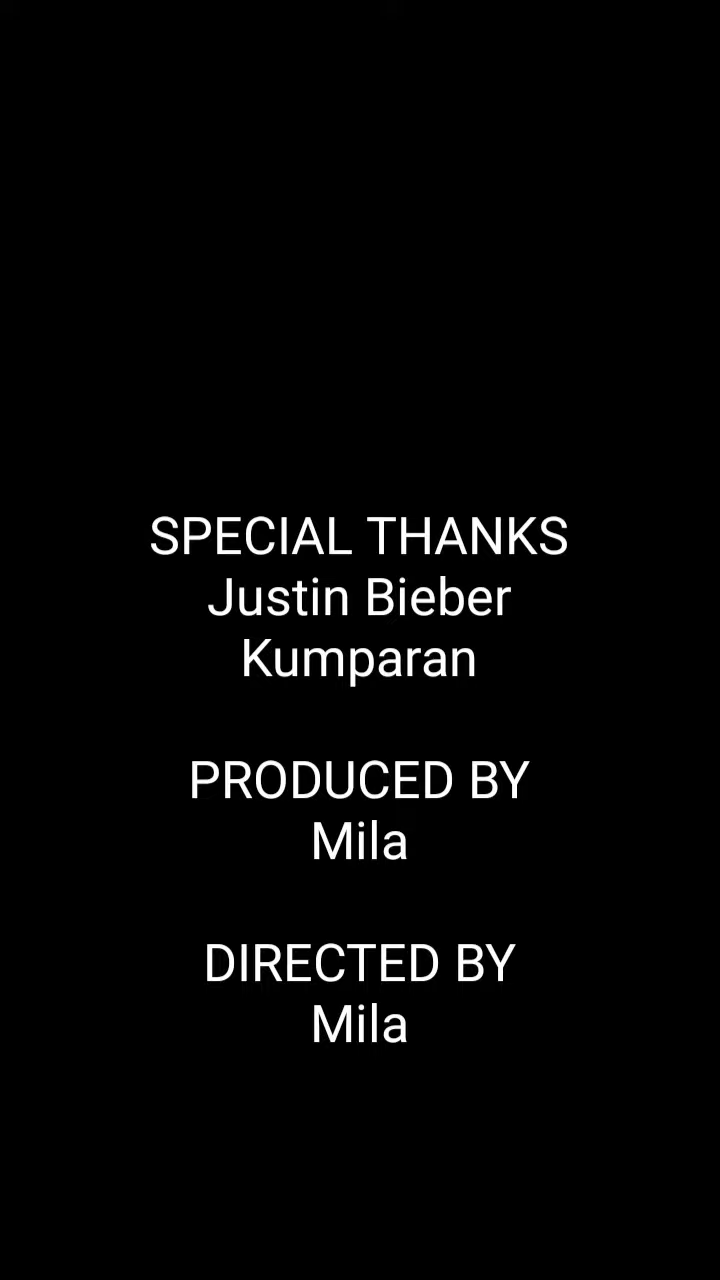 SPECIAL THANKS
Justin Bieber
Kumparan
PRODUCED BY
Mila
DIRECTED BY
Mila